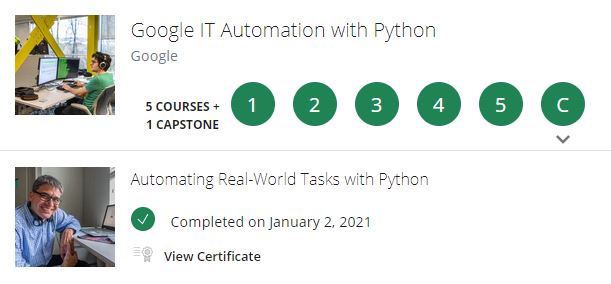 Google IT Automation with Python
Google
5 COURSES +
1 CAPSTONE
1 2 3 4 5 C
Automating Real-World Tasks with Python
Completed on January 2, 2021
View Certificate